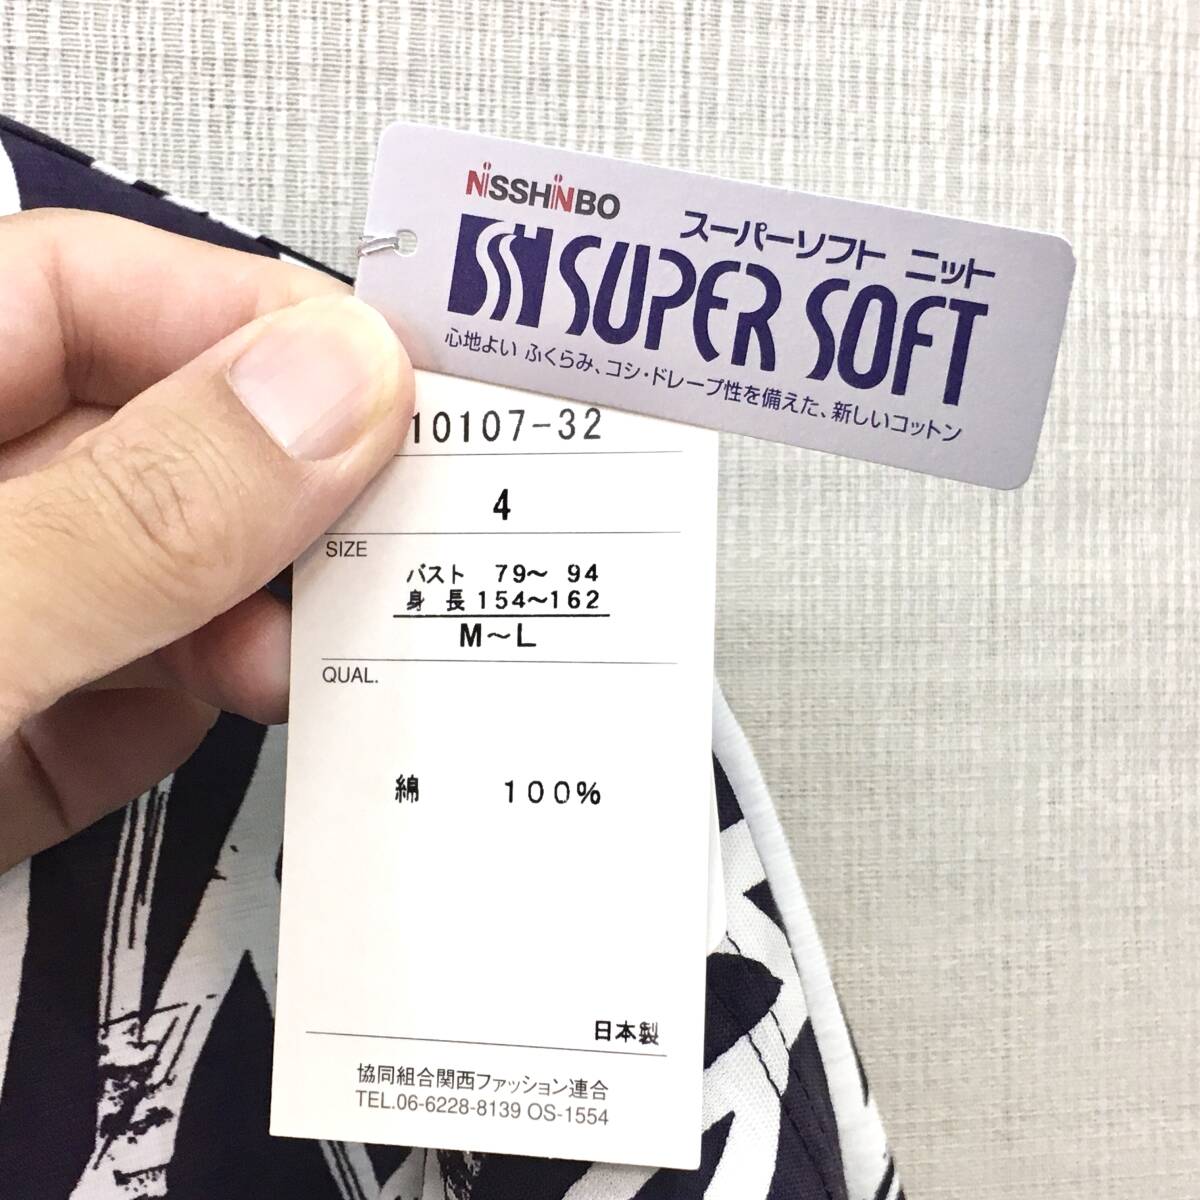 NISSHINBO
スーパーソフト ニット
SUPER SOFT
心地よい ふくらみ、コシ・ドレープ性を備えた、新しいコットン
10107-32
4
SIZE
バスト 79～ 94
身 長 154～162
M～L
QUAL.
綿 100%
日本製
協同組合関西ファッション連合
TEL.06-6228-8139 OS-1554